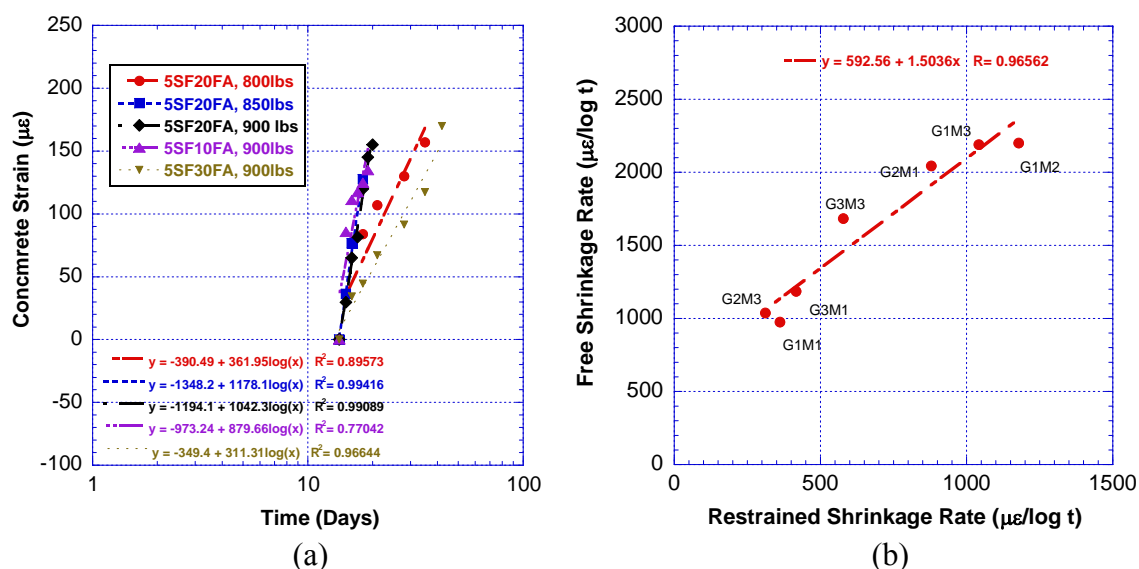 250
200
150
100
50
0
-50
-100
Concmrete Strain (με)
5SF20FA, 800lbs
5SF20FA, 850lbs
5SF20FA, 900 lbs
5SF10FA, 900lbs
5SF30FA, 900lbs
y = -390.49 + 361.95log(x) R²= 0.89573
y = -1348.2 + 1178.1log(x) R²= 0.99416
y = -1194.1 + 1042.3log(x) R²= 0.99089
y = -973.24 + 879.66log(x) R²= 0.77042
y = -349.4 + 311.31log(x) R²= 0.96644
1 10 100
Time (Days)
(a)
3000
2500
2000
1500
1000
500
0
Free Shrinkage Rate (με/log t)
y = 592.56 + 1.5036x R= 0.96562
G1M3
G1M2
G2M1
G3M3
G2M3
G3M1
G1M1
0 500 1000 1500
Restrained Shrinkage Rate (με/log t)
(b)